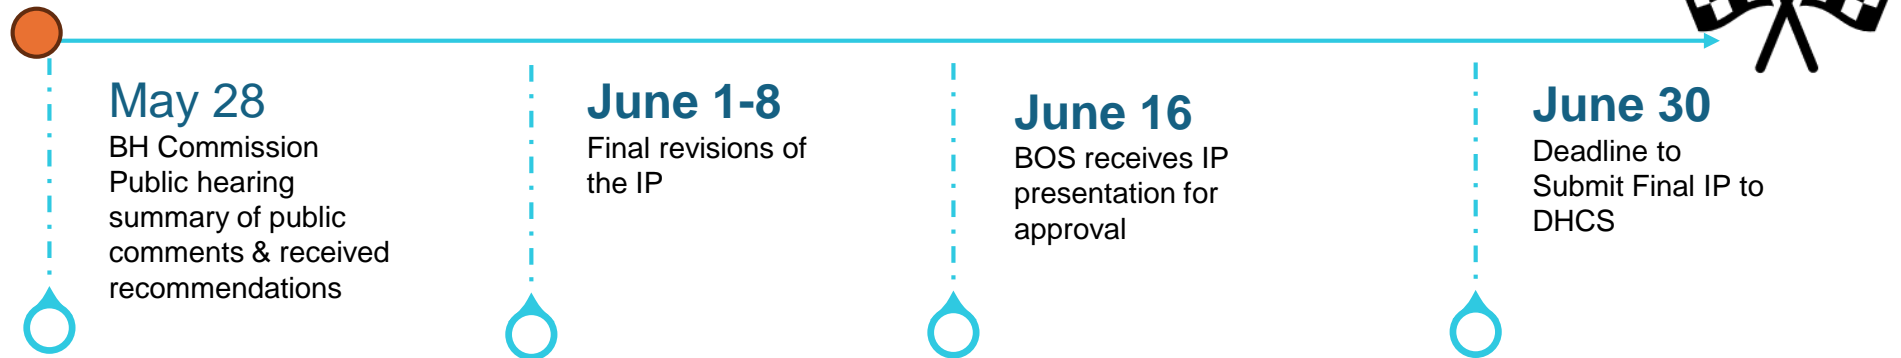 May 28
BH Commission
Public hearing
summary of public
comments & received
recommendations
June 1-8
Final revisions of
the IP
June 16
BOS receives IP
presentation for
approval
June 30
Deadline to
Submit Final IP to
DHCS